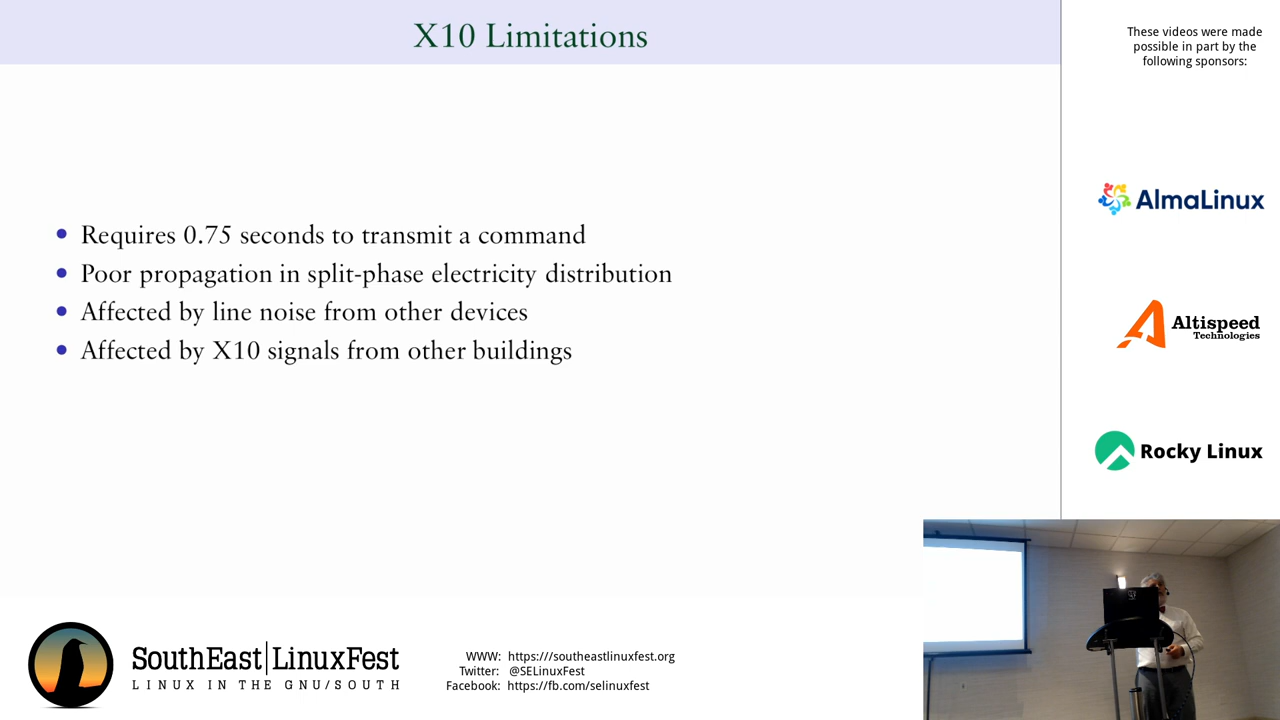 X10 Limitations
Requires 0.75 seconds to transmit a command
Poor propagation in split-phase electricity distribution
Affected by line noise from other devices
Affected by X10 signals from other buildings
These videos were made
possible in part by the
following sponsors:
AlmaLinux
Altispeed
Technologies
Rocky Linux
SouthEast|LinuxFest
LINUX IN THE GNU/SOUTH
WWW: https:///southeastlinuxfest.org
Twitter: @SELinuxFest
Facebook: https://fb.com/selinuxfest